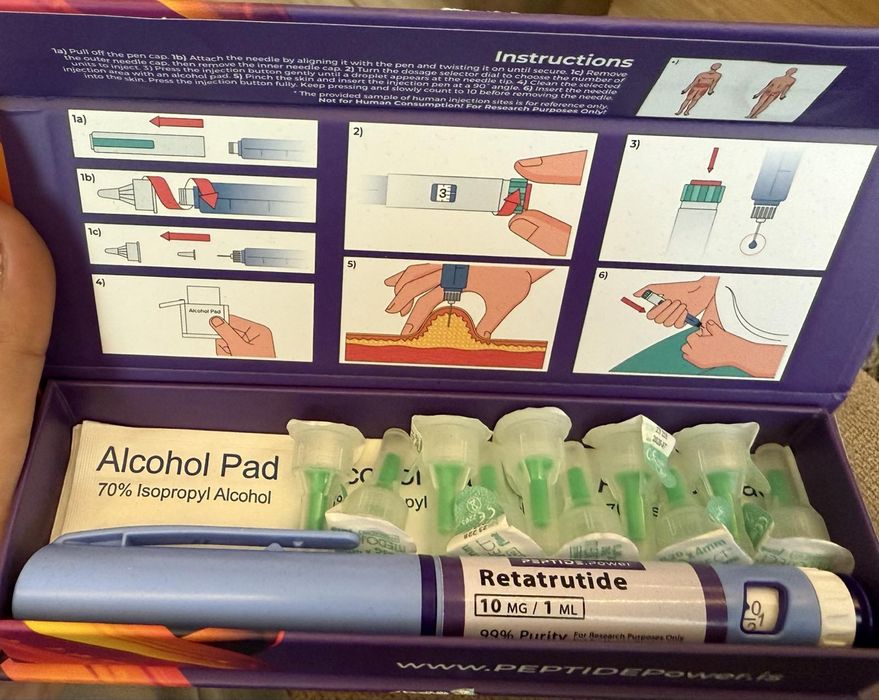 Instructions
1a) Pull off the pen cap. 1b) Attach the needle by aligning it with the pen and twisting it on until secure. 1c) Remove
the outer needle cap, then remove the inner needle cap. 2) Turn the dosage selector dial to choose the number of
units to inject. 3) Press the injection button gently until a droplet appears at the needle tip. 4) Clean the selected
injection area with an alcohol pad. 5) Pinch the skin and insert the injection pen at a 90° angle. 6) Insert the needle
into the skin. Press the injection button fully. Keep pressing and slowly count to 10 before removing the needle.
* The provided sample of human injection sites is for reference only.
Not for Human Consumption! For Research Purposes Only!
1a)
1b)
1c)
2)
3
3)
4)
Alcohol Pad
5)
6)
Alcohol Pad
70% Isopropyl Alcohol
PEPTIDE.Power
Retatrutide
10 MG / 1 ML
99% Purity For Research Purposes Only
0
www.PEPTIDEPower.is